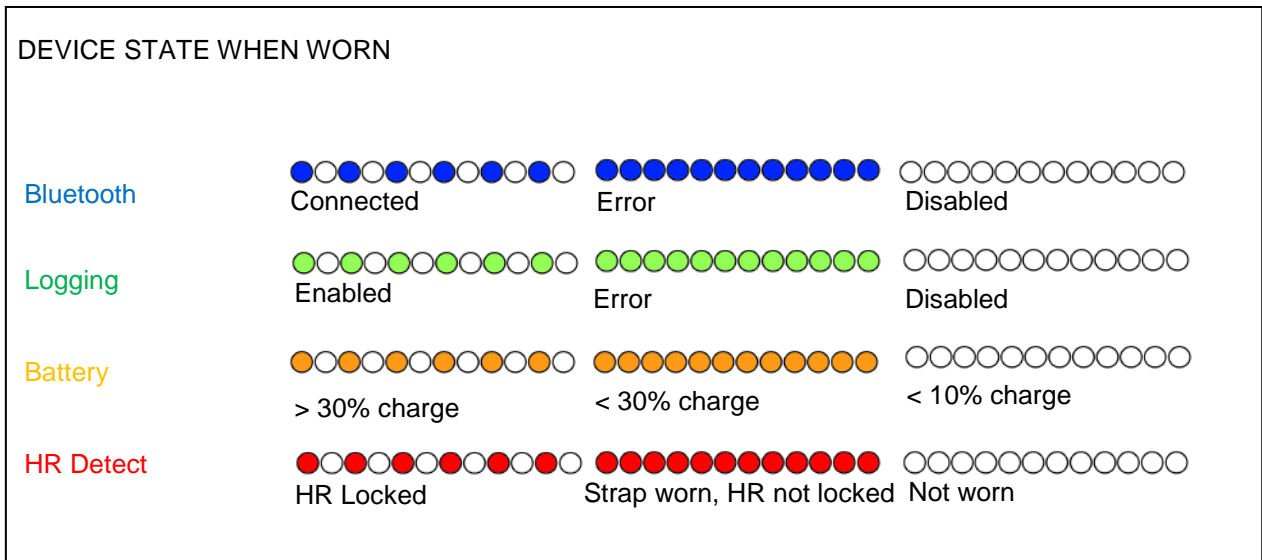 DEVICE STATE WHEN WORN
Bluetooth
Connected
Error
Disabled
Logging
Enabled
Error
Disabled
Battery
> 30% charge
< 30% charge
< 10% charge
HR Detect
HR Locked
Strap worn, HR not locked
Not worn